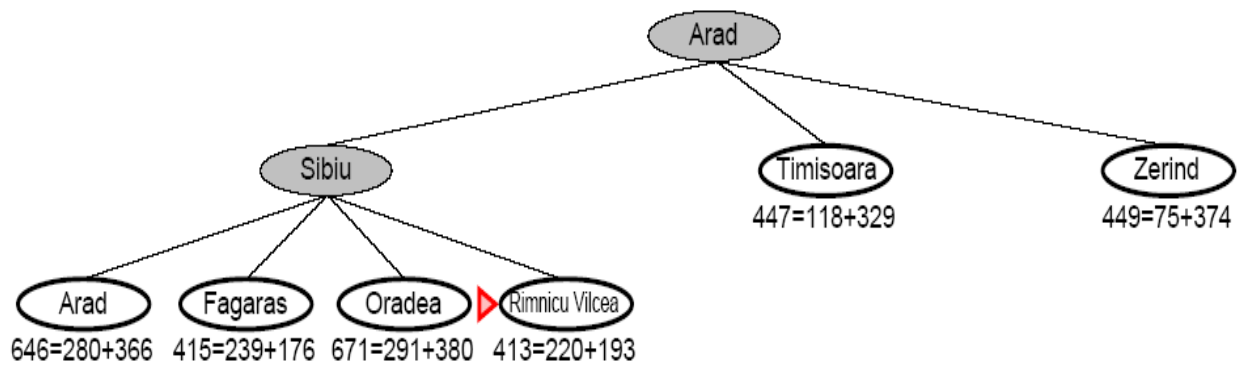 Arad
Sibiu Timisoara Zerind
447=118+329 449=75+374
Arad Fagaras Oradea Rimnicu Vilcea
646=280+366 415=239+176 671=291+380 413=220+193